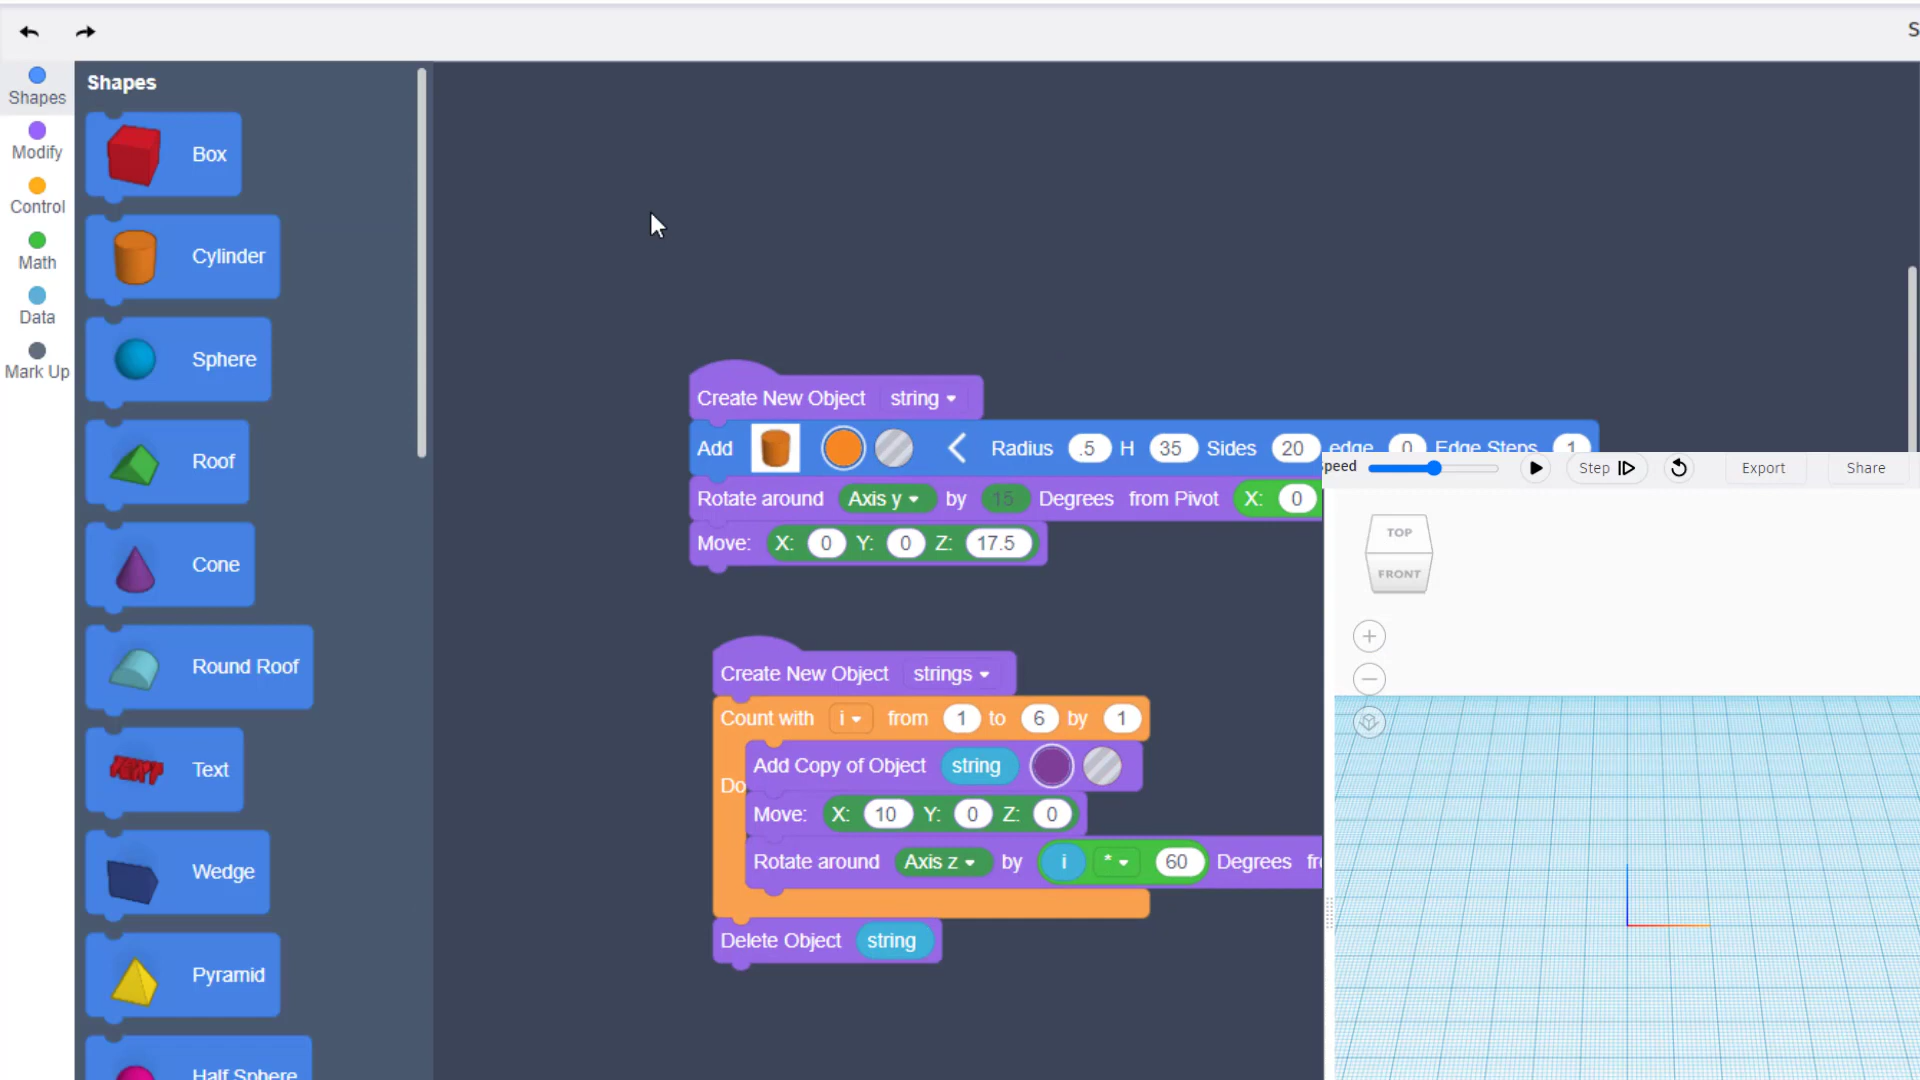 S
Shapes
Modify
Control
Math
Data
Mark Up
Shapes
Box
Cylinder
Sphere
Roof
Cone
Round Roof
Text
Wedge
Pyramid
Half Sphere
Create New Object string
Add Radius .5 H 35 Sides 20 edge 0 Edge Steps 1
Rotate around Axis y by 15 Degrees from Pivot X: 0
Move: X: 0 Y: 0 Z: 17.5
Create New Object strings
Count with i from 1 to 6 by 1
Do
Add Copy of Object string
Move: X: 10 Y: 0 Z: 0
Rotate around Axis z by i * 60 Degrees fr
Delete Object string
peed Step Export Share
TOP
FRONT